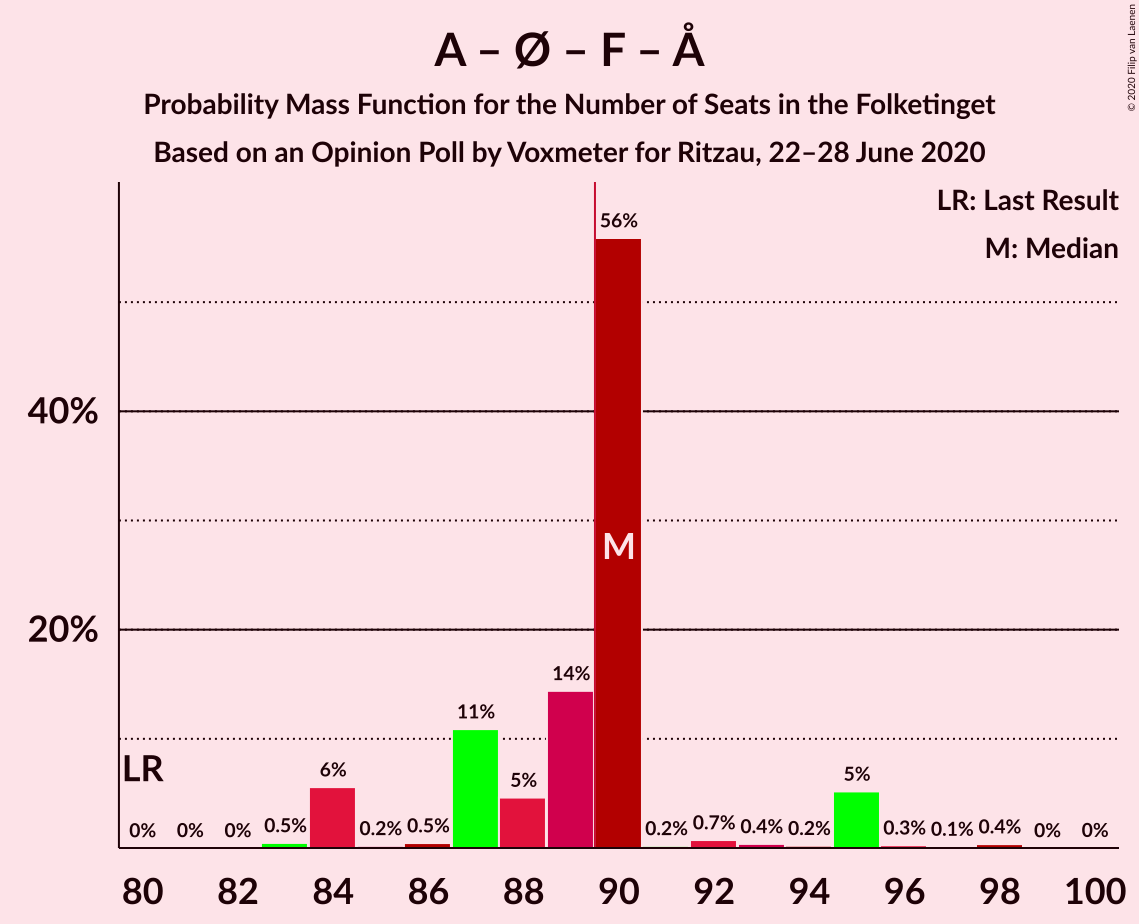 A – Ø – F – Å
Probability Mass Function for the Number of Seats in the Folketinget
Based on an Opinion Poll by Voxmeter for Ritzau, 22–28 June 2020
© 2020 Filip van Laenen
LR: Last Result
M: Median
56%
40%
M
20%
14%
11%
LR
6%
5%
5%
0% 0% 0% 0.5% 0.2% 0.5% 0.2% 0.7% 0.4% 0.2% 0.3% 0.1% 0.4% 0% 0%
80 82 84 86 88 90 92 94 96 98 100